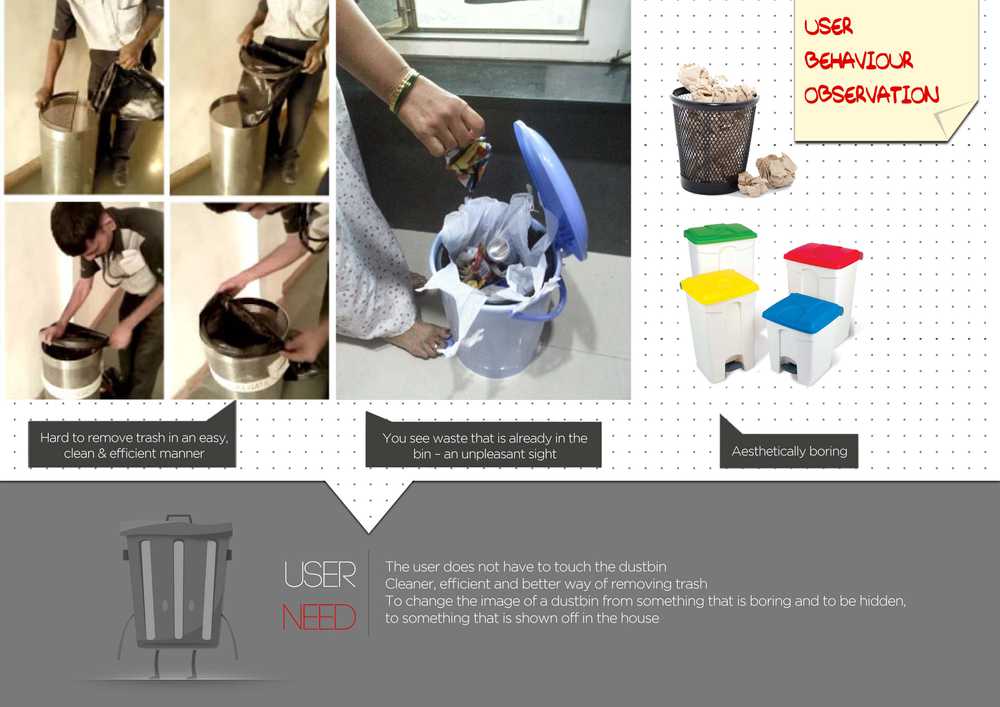 USER
BEHAVIOUR
OBSERVATION
Hard to remove trash in an easy,
clean & efficient manner
You see waste that is already in the
bin – an unpleasant sight
Aesthetically boring
USER
NEED
The user does not have to touch the dustbin
Cleaner, efficient and better way of removing trash
To change the image of a dustbin from something that is boring and to be hidden,
to something that is shown off in the house